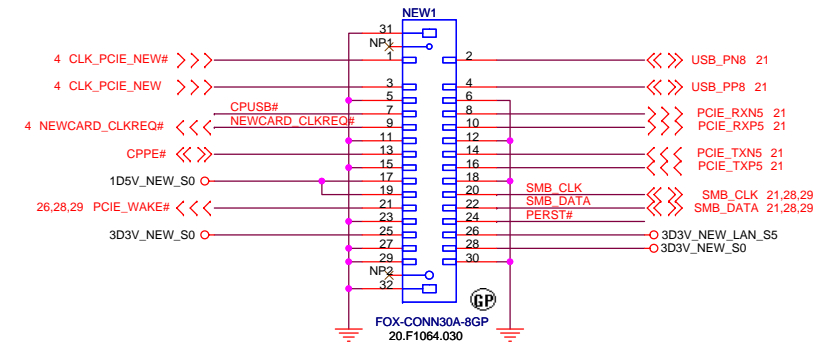 NEW1
31
NP1
4 CLK_PCIE_NEW# 1 2 USB_PN8 21
4 CLK_PCIE_NEW 3 4 USB_PP8 21
5 6
CPUSB# 7 8 PCIE_RXN5 21
4 NEWCARD_CLKREQ# NEWCARD_CLKREQ# 9 10 PCIE_RXP5 21
11 12
CPPE# 13 14 PCIE_TXN5 21
15 16 PCIE_TXP5 21
1D5V_NEW_S0 17 18
19 20 SMB_CLK SMB_CLK 21,28,29
26,28,29 PCIE_WAKE# 21 22 SMB_DATA SMB_DATA 21,28,29
23 24 PERST#
3D3V_NEW_S0 25 26 3D3V_NEW_LAN_S5
27 28 3D3V_NEW_S0
29 30
NP2
32
GP
FOX-CONN30A-8GP
20.F1064.030